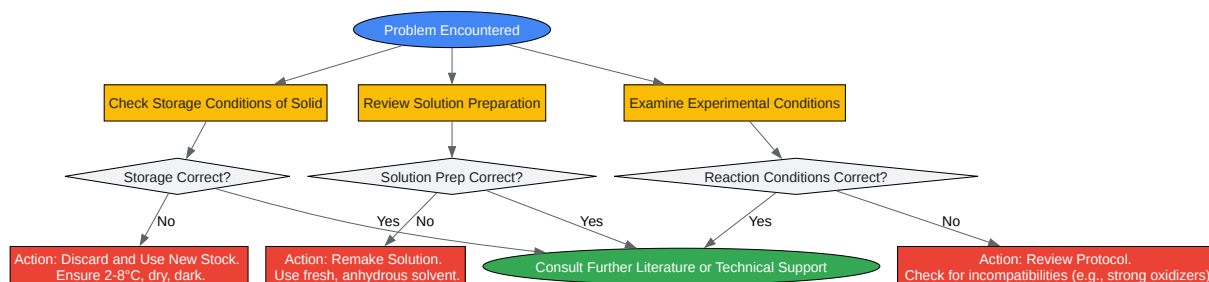 Problem Encountered
Check Storage Conditions of Solid
Review Solution Preparation
Examine Experimental Conditions
Storage Correct?
Solution Prep Correct?
Reaction Conditions Correct?
No
Yes
No
Yes
Yes
No
Action: Discard and Use New Stock.
Ensure 2-8°C, dry, dark.
Action: Remake Solution.
Use fresh, anhydrous solvent.
Consult Further Literature or Technical Support
Action: Review Protocol.
Check for incompatibilities (e.g., strong oxidizers)